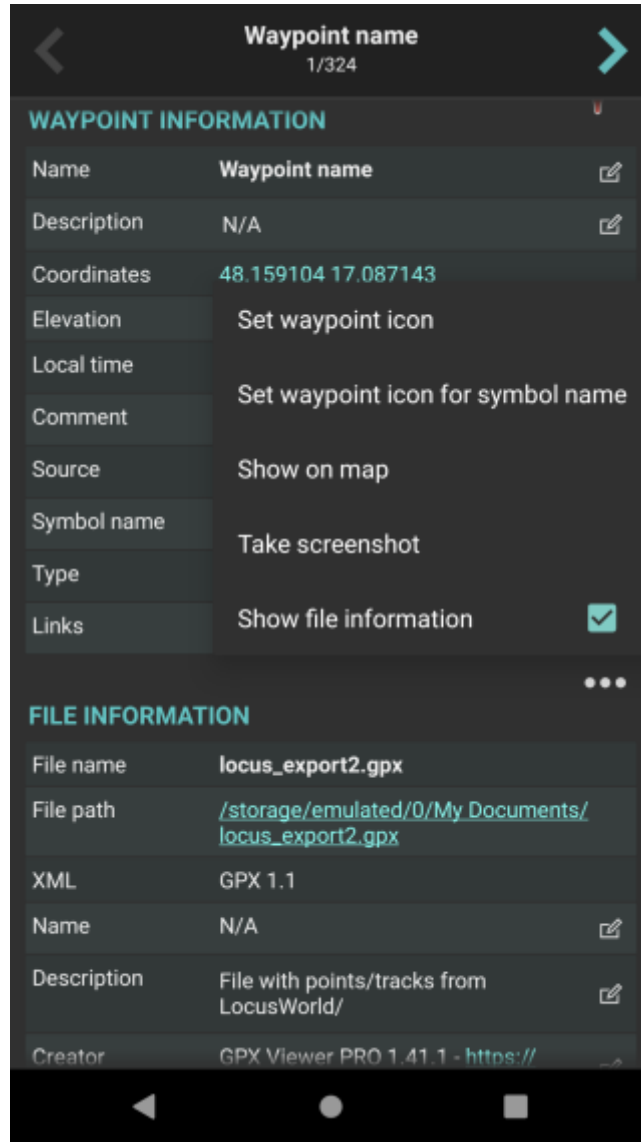 Waypoint name
1/324
WAYPOINT INFORMATION
Name Waypoint name
Description N/A
Coordinates 48.159104 17.087143
Elevation
Local time
Comment
Source
Symbol name
Type
Links
Set waypoint icon
Set waypoint icon for symbol name
Show on map
Take screenshot
Show file information
FILE INFORMATION
File name locus_export2.gpx
File path /storage/emulated/0/My Documents/
locus_export2.gpx
XML GPX 1.1
Name N/A
Description File with points/tracks from
LocusWorld/
Creator GPX Viewer PRO 1.41.1 - https://